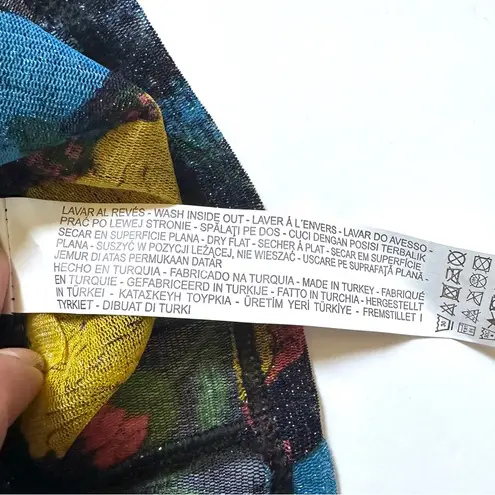 LAVAR AL REVÉS - WASH INSIDE OUT - LAVER À L'ENVERS - LAVAR DO AVESSO -
PRAĆ PO LEWEJ STRONIE - SPĂLAŢI PE DOS - CUCI DENGAN POSISI TERBALIK
SECAR EN SUPERFICIE PLANA - DRY FLAT - SECHER À PLAT - SECAR EM SUPERFÍCIE
PLANA - SUSZYĆ W POZYCJI LEŻĄCEJ, NIE WIESZAĆ - USCARE PE SUPRAFAŢĂ PLANĂ -
JEMUR DI ATAS PERMUKAAN DATAR
HECHO EN TURQUIA - FABRICADO NA TURQUIA - MADE IN TURKEY - FABRIQUÉ
EN TURQUIE - GEFABRICEERD IN TURKIJE - FATTO IN TURCHIA - HERGESTELLT
IN TÜRKEI - ΚΑΤΑΣΚΕΥΗ ΤΟΥΡΚΙΑ - ÜRETİM YERİ TÜRKİYE - FREMSTILLET I
TYRKIET - DIBUAT DI TURKI